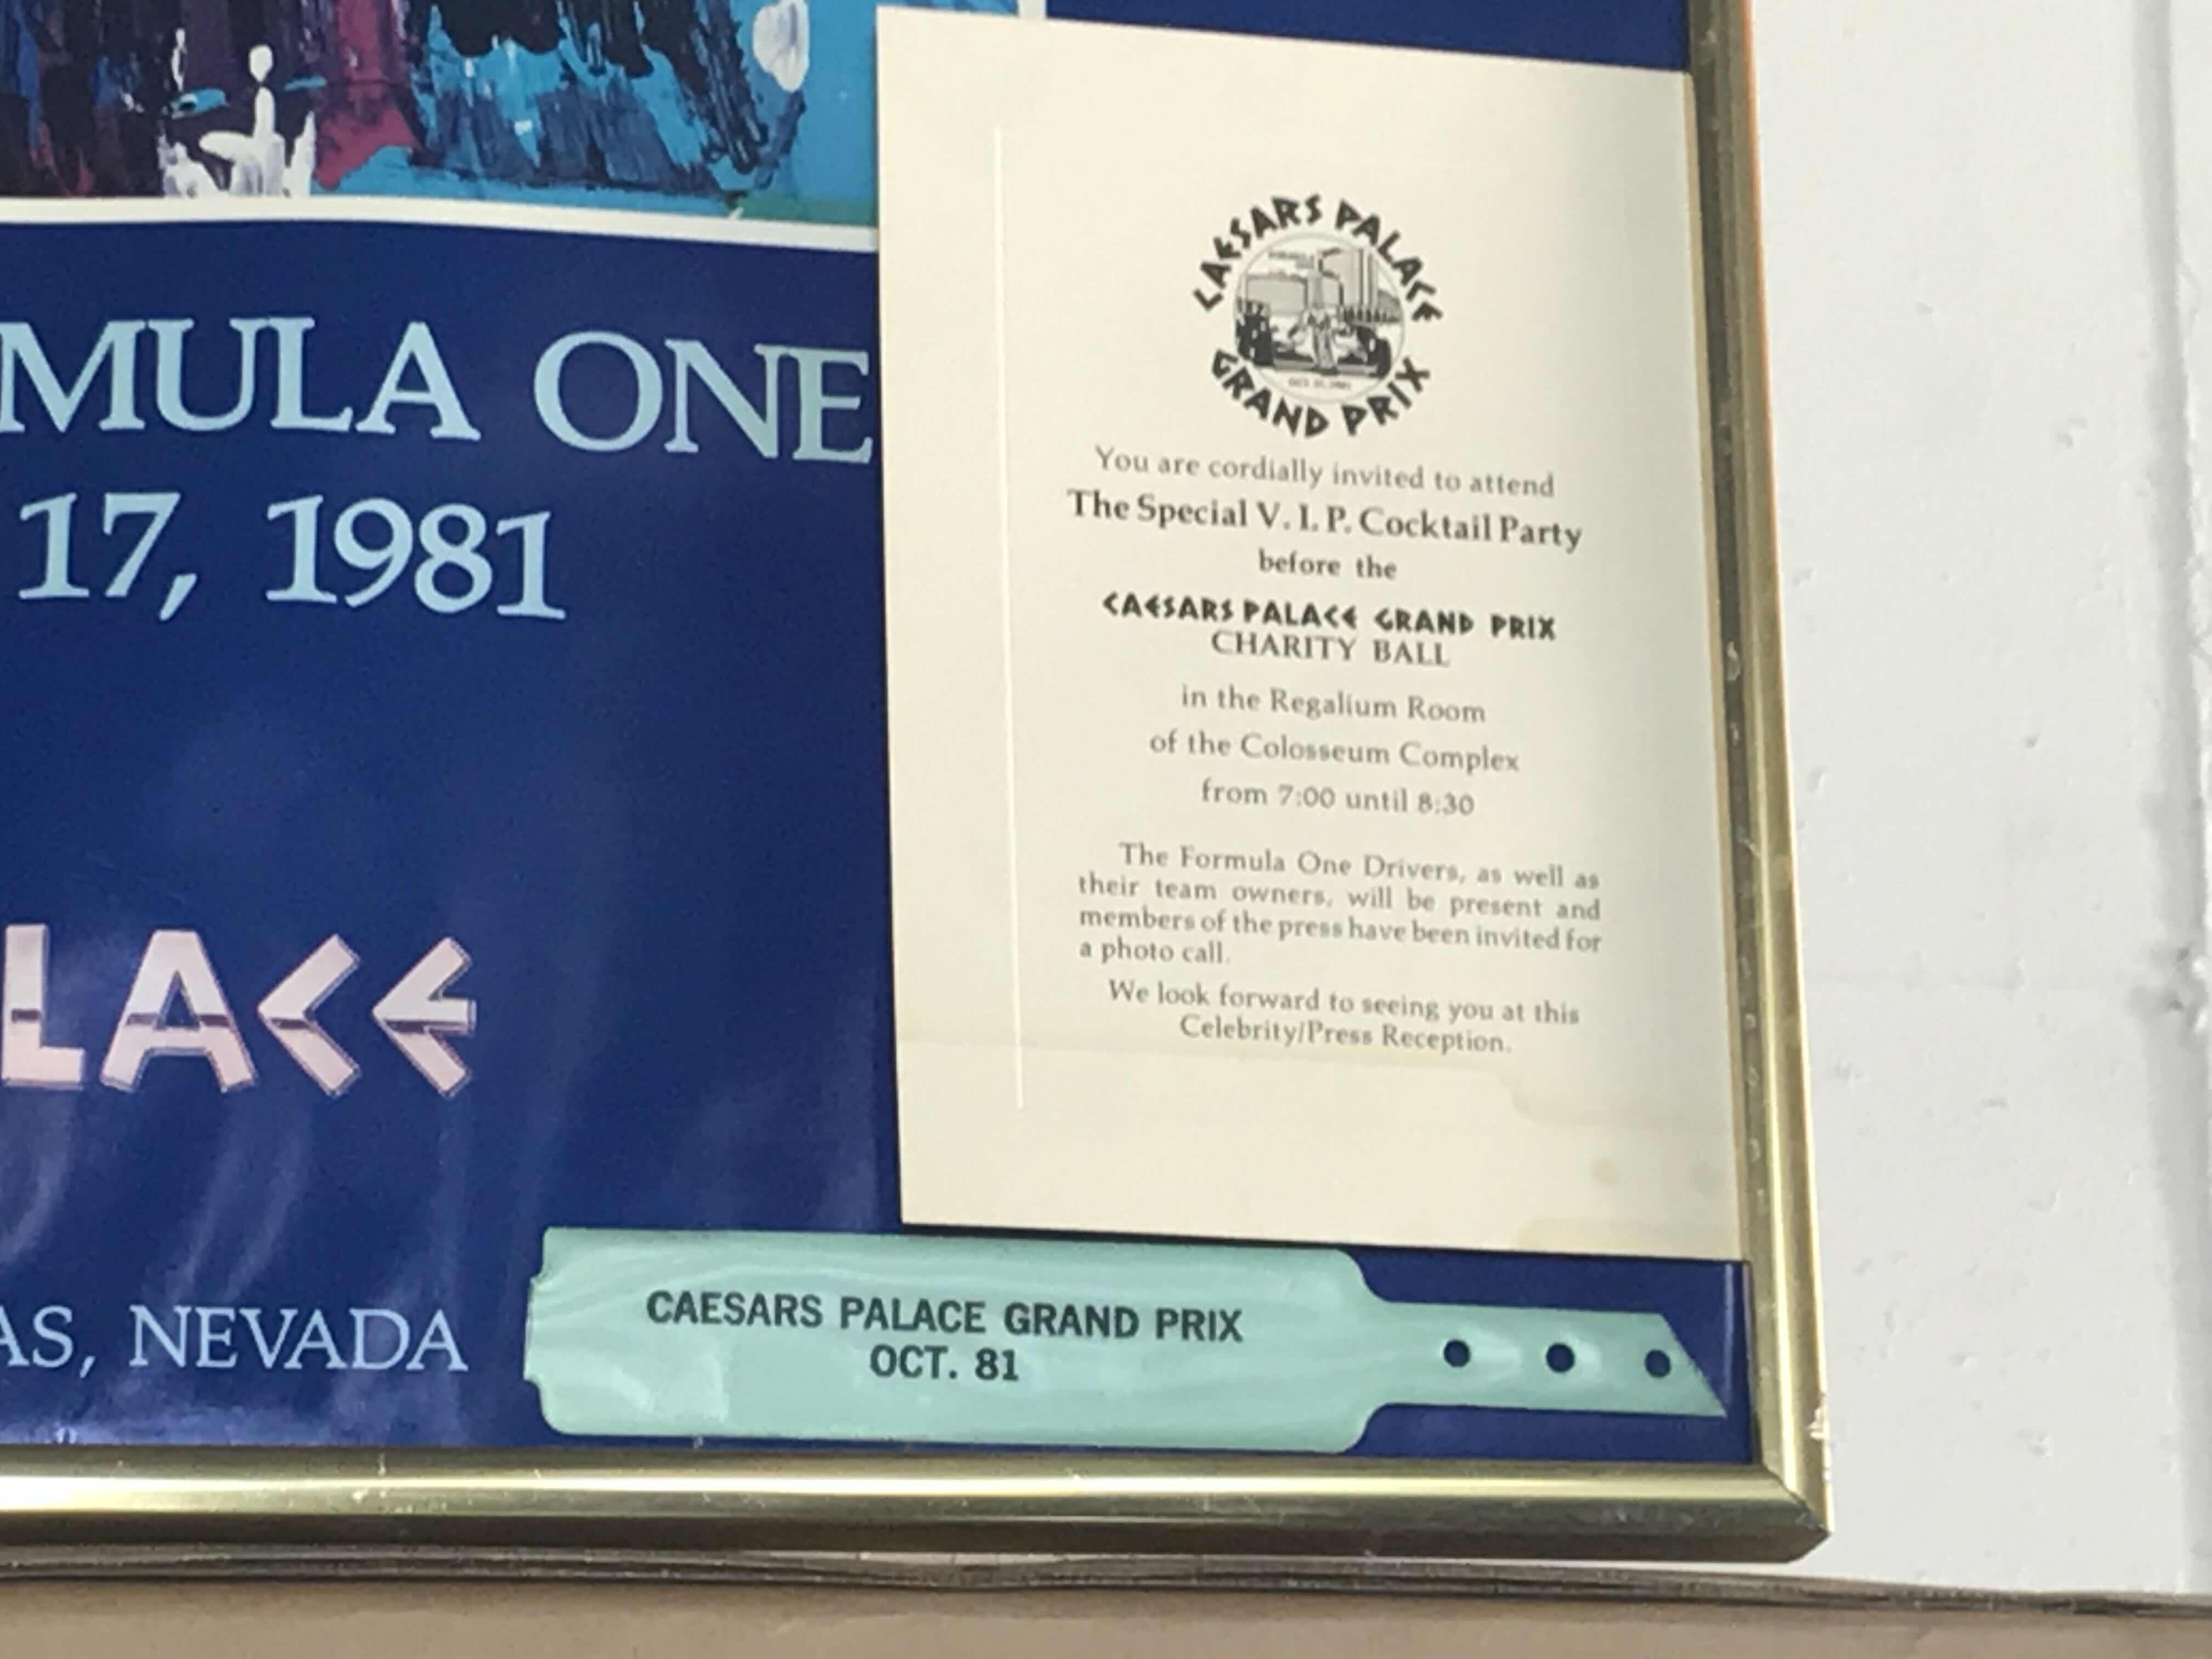 MULA ONE
17, 1981
LACE
AS, NEVADA
CAESARS PALACE
GRAND PRIX
You are cordially invited to attend
The Special V. I. P. Cocktail Party
before the
CAESARS PALACE GRAND PRIX
CHARITY BALL
in the Regalium Room
of the Colosseum Complex
from 7:00 until 8:30
The Formula One Drivers, as well as
their team owners, will be present and
members of the press have been invited for
a photo call.
We look forward to seeing you at this
Celebrity/Press Reception.
CAESARS PALACE GRAND PRIX
OCT. 81